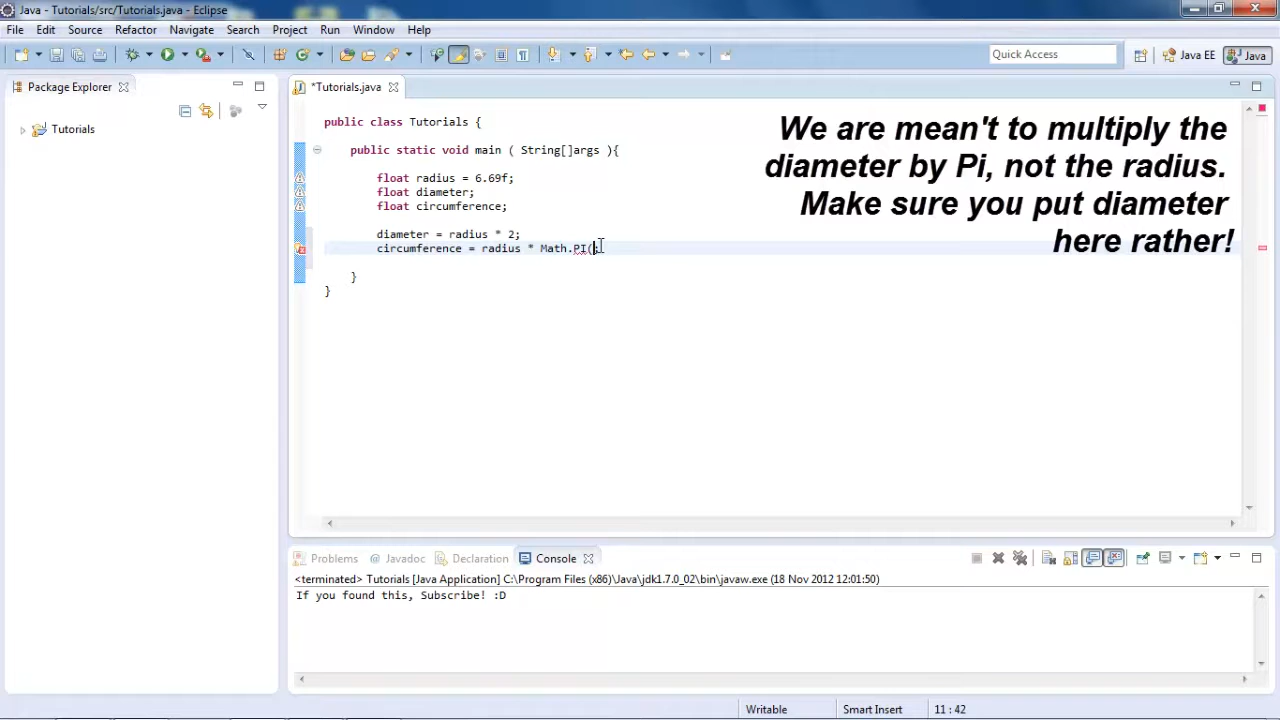 Java - Tutorials/src/Tutorials.java - Eclipse
File Edit Source Refactor Navigate Search Project Run Window Help
Quick Access Java EE Java
Package Explorer
Tutorials
*Tutorials.java
public class Tutorials {
public static void main ( String[]args ){
float radius = 6.69f;
float diameter;
float circumference;
diameter = radius * 2;
circumference = radius * Math.PI(;
}
}
We are mean't to multiply the
diameter by Pi, not the radius.
Make sure you put diameter
here rather!
Problems @ Javadoc Declaration Console
<terminated> Tutorials [Java Application] C:\Program Files (x86)\Java\jdk1.7.0_02\bin\javaw.exe (18 Nov 2012 12:01:50)
If you found this, Subscribe! :D
Writable Smart Insert 11 : 42